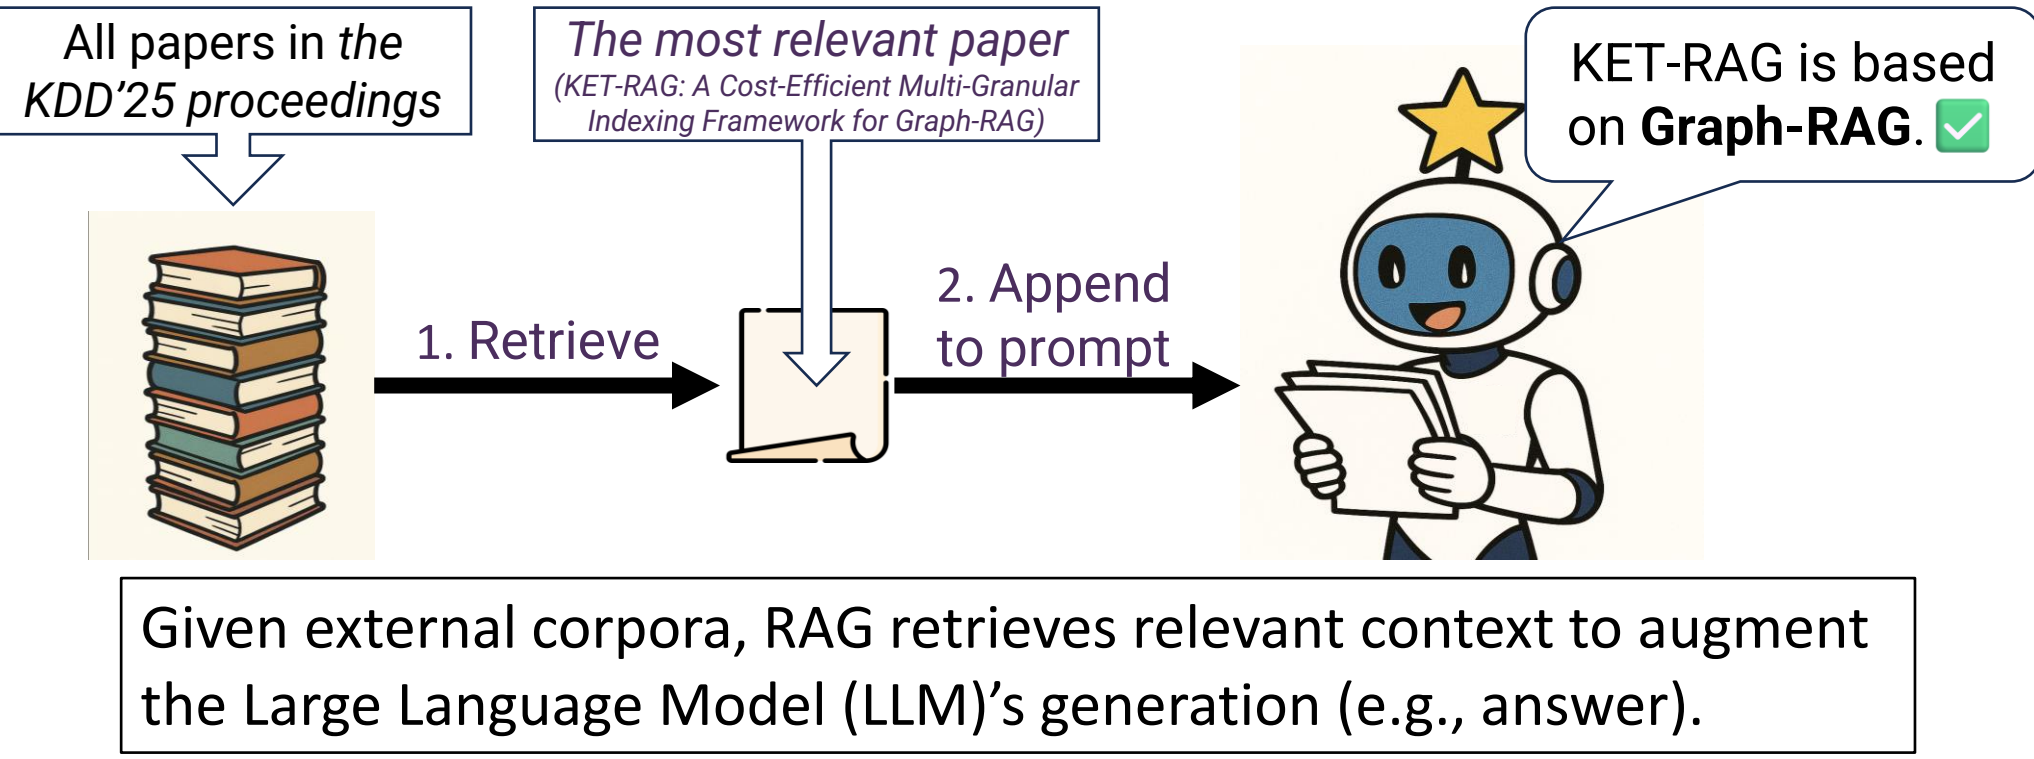 All papers in the
KDD’25 proceedings
The most relevant paper
(KET-RAG: A Cost-Efficient Multi-Granular
Indexing Framework for Graph-RAG)
KET-RAG is based
on Graph-RAG. ✅
1. Retrieve
2. Append
to prompt
Given external corpora, RAG retrieves relevant context to augment
the Large Language Model (LLM)’s generation (e.g., answer).